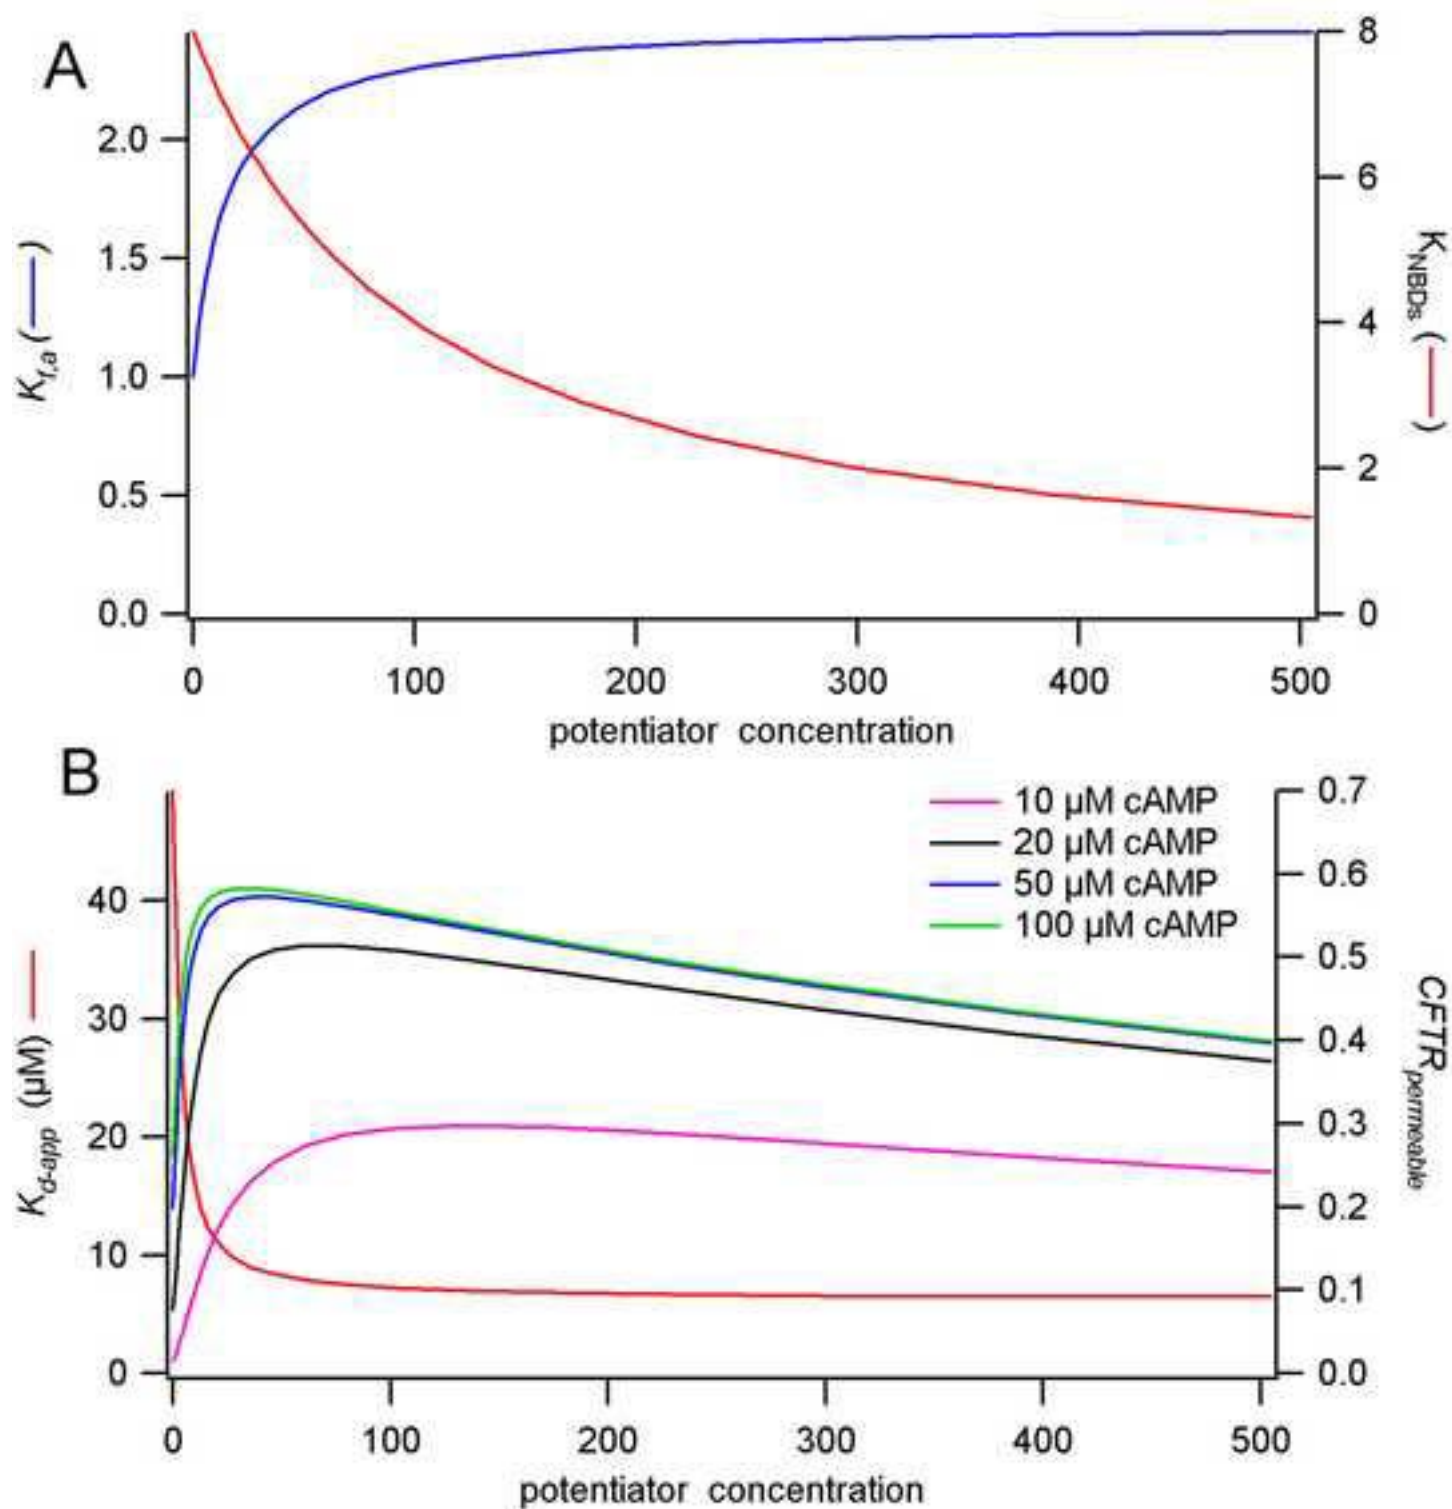 A
K_f,a ( )
2.0
1.5
1.0
0.5
0.0
8
6
4
2
0
K_NBDs ( )
0
100
200
300
400
500
potentiator concentration
B
10 µM cAMP
20 µM cAMP
50 µM cAMP
100 µM cAMP
K_d-app (µM)
40
30
20
10
0
0.7
0.6
0.5
0.4
0.3
0.2
0.1
0.0
CFTR_permeable
0
100
200
300
400
500
potentiator concentration